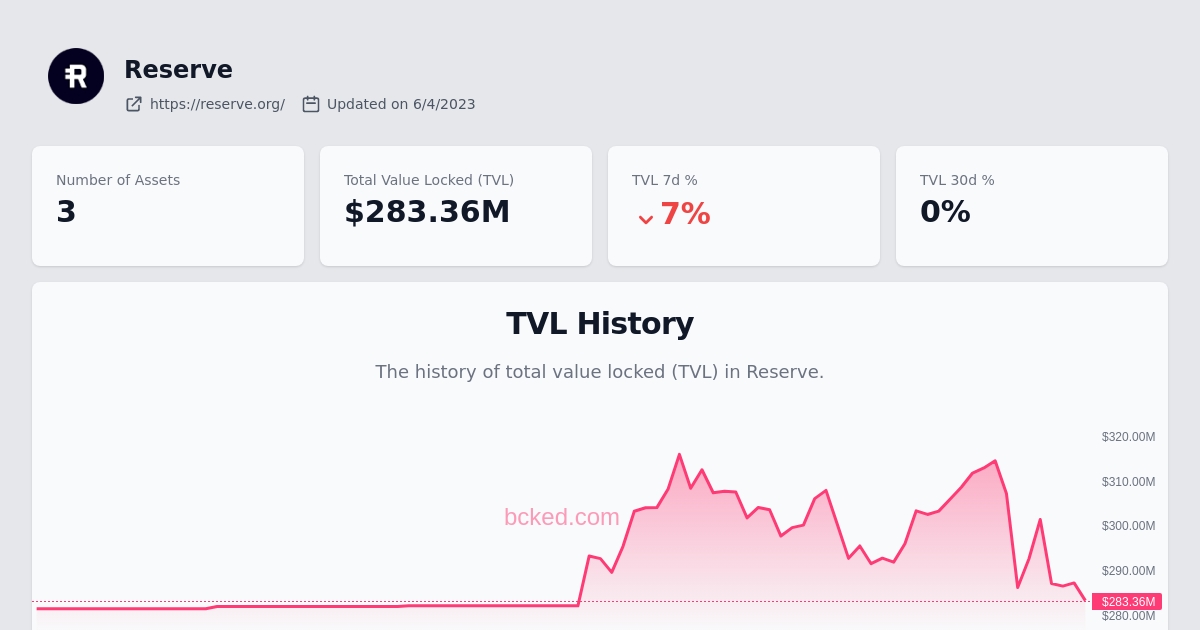 Reserve
https://reserve.org/ Updated on 6/4/2023
Number of Assets
3
Total Value Locked (TVL)
$283.36M
TVL 7d %
7%
TVL 30d %
0%
TVL History
The history of total value locked (TVL) in Reserve.
bcked.com
$320.00M
$310.00M
$300.00M
$290.00M
$283.36M
$280.00M